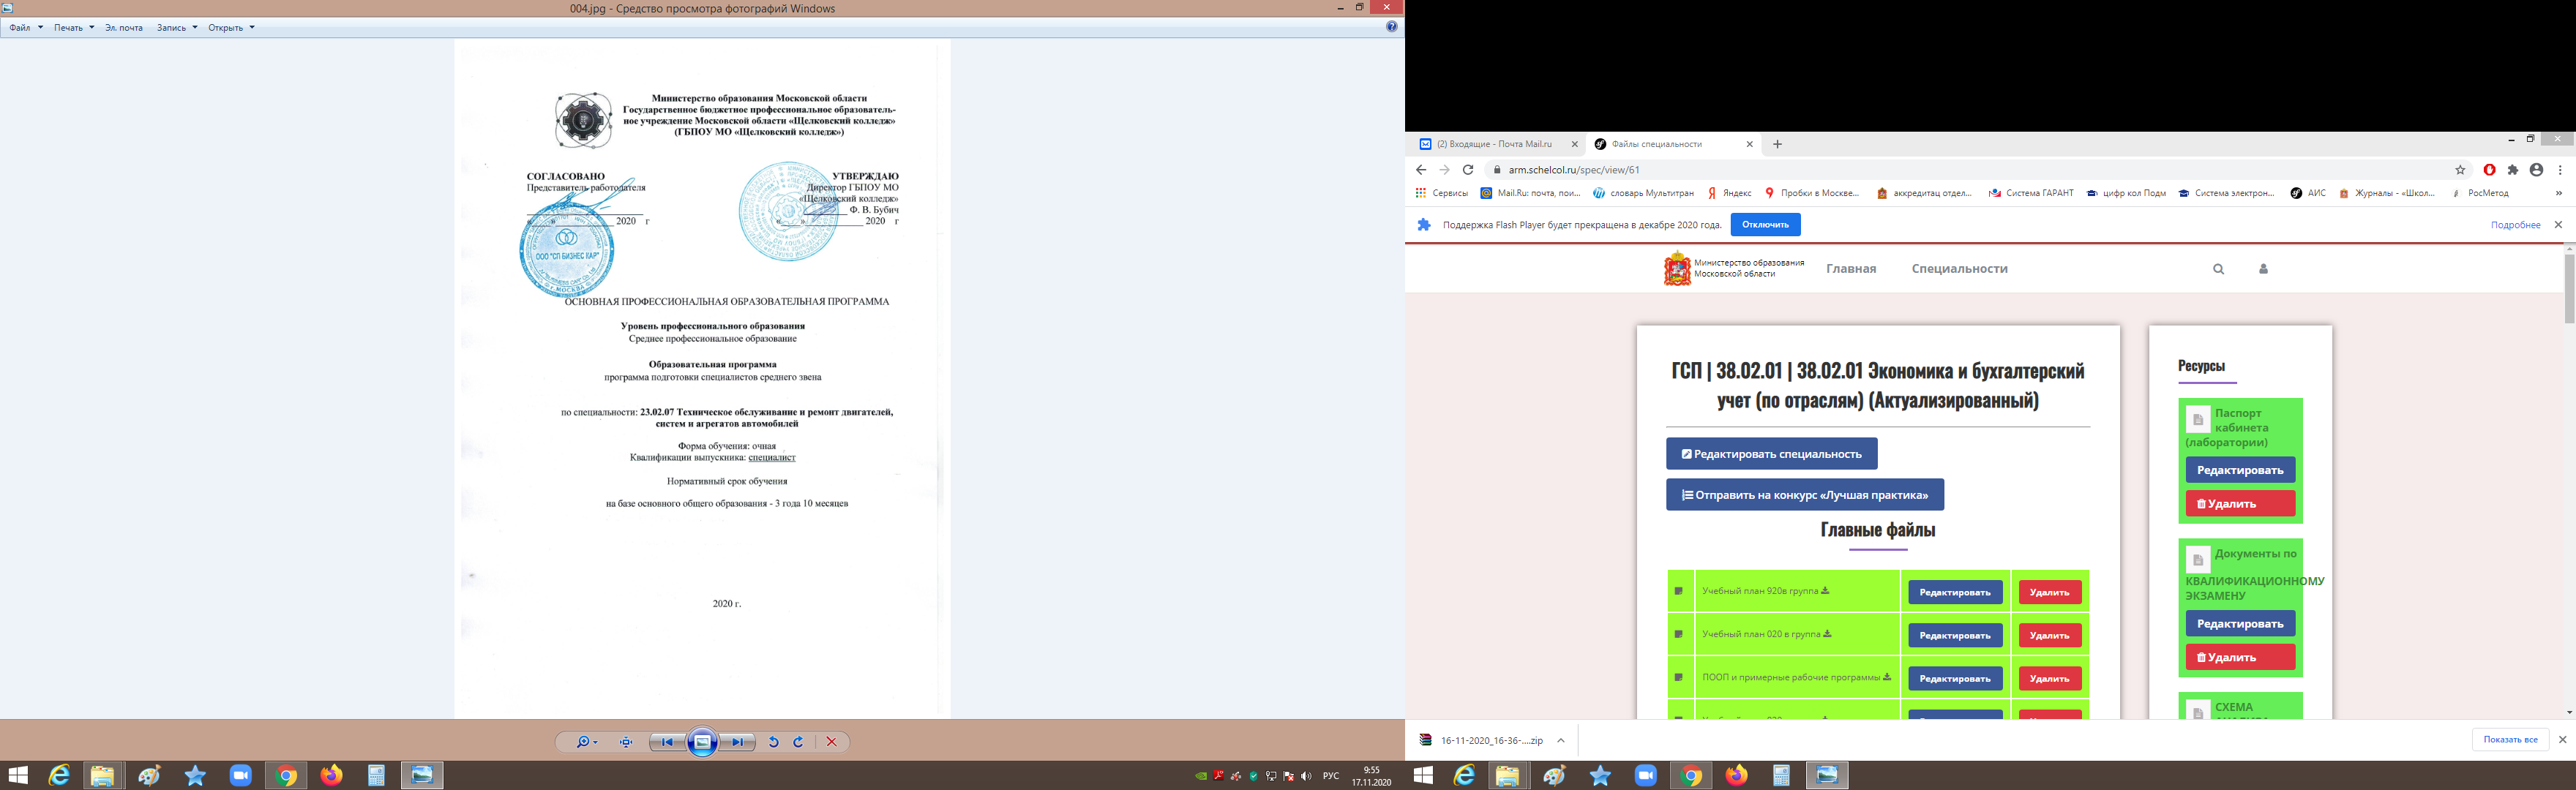 004.jpg - Средство просмотра фотографий Windows
Файл Печать Эл. почта Запись Открыть
Министерство образования Московской области
Государственное бюджетное профессиональное образователь-
ное учреждение Московской области «Щелковский колледж»
(ГБПОУ МО «Щелковский колледж»)
СОГЛАСОВАНО
Представитель работодателя
« » 2020 г
ООО "СП БИЗНЕС КАР"
Г. МОСКВА
УТВЕРЖДАЮ
Директор ГБПОУ МО
«Щелковский колледж»
Ф. В. Бубич
« » 2020 г
ОСНОВНАЯ ПРОФЕССИОНАЛЬНАЯ ОБРАЗОВАТЕЛЬНАЯ ПРОГРАММА
Уровень профессионального образования
Среднее профессиональное образование
Образовательная программа
программа подготовки специалистов среднего звена
по специальности: 23.02.07 Техническое обслуживание и ремонт двигателей,
систем и агрегатов автомобилей
Форма обучения: очная
Квалификации выпускника: специалист
Нормативный срок обучения
на базе основного общего образования - 3 года 10 месяцев
2020 г.
РУС
9:55
17.11.2020
(2) Входящие - Почта Mail.ru
Файлы специальности
arm.schelcol.ru/spec/view/61
Сервисы Mail.Ru: почта, пои... словарь Мультитран Яндекс Пробки в Москве... аккредитац отдел... Система ГАРАНТ цифр кол Подм Система электрон... АИС Журналы - «Школ... РосМетод »
Поддержка Flash Player будет прекращена в декабре 2020 года. Отключить Подробнее
Министерство образования
Московской области
Главная Специальности
ГСП | 38.02.01 | 38.02.01 Экономика и бухгалтерский
учет (по отраслям) (Актуализированный)
Редактировать специальность
Отправить на конкурс «Лучшая практика»
Главные файлы
Учебный план 920в группа Редактировать Удалить
Учебный план 020 в группа Редактировать Удалить
ПООП и примерные рабочие программы Редактировать Удалить
Ресурсы
Паспорт
кабинета
(лаборатории)
Редактировать
Удалить
Документы по
КВАЛИФИКАЦИОННОМУ
ЭКЗАМЕНУ
Редактировать
Удалить
СХЕМА
16-11-2020_16-36-....zip
Показать все